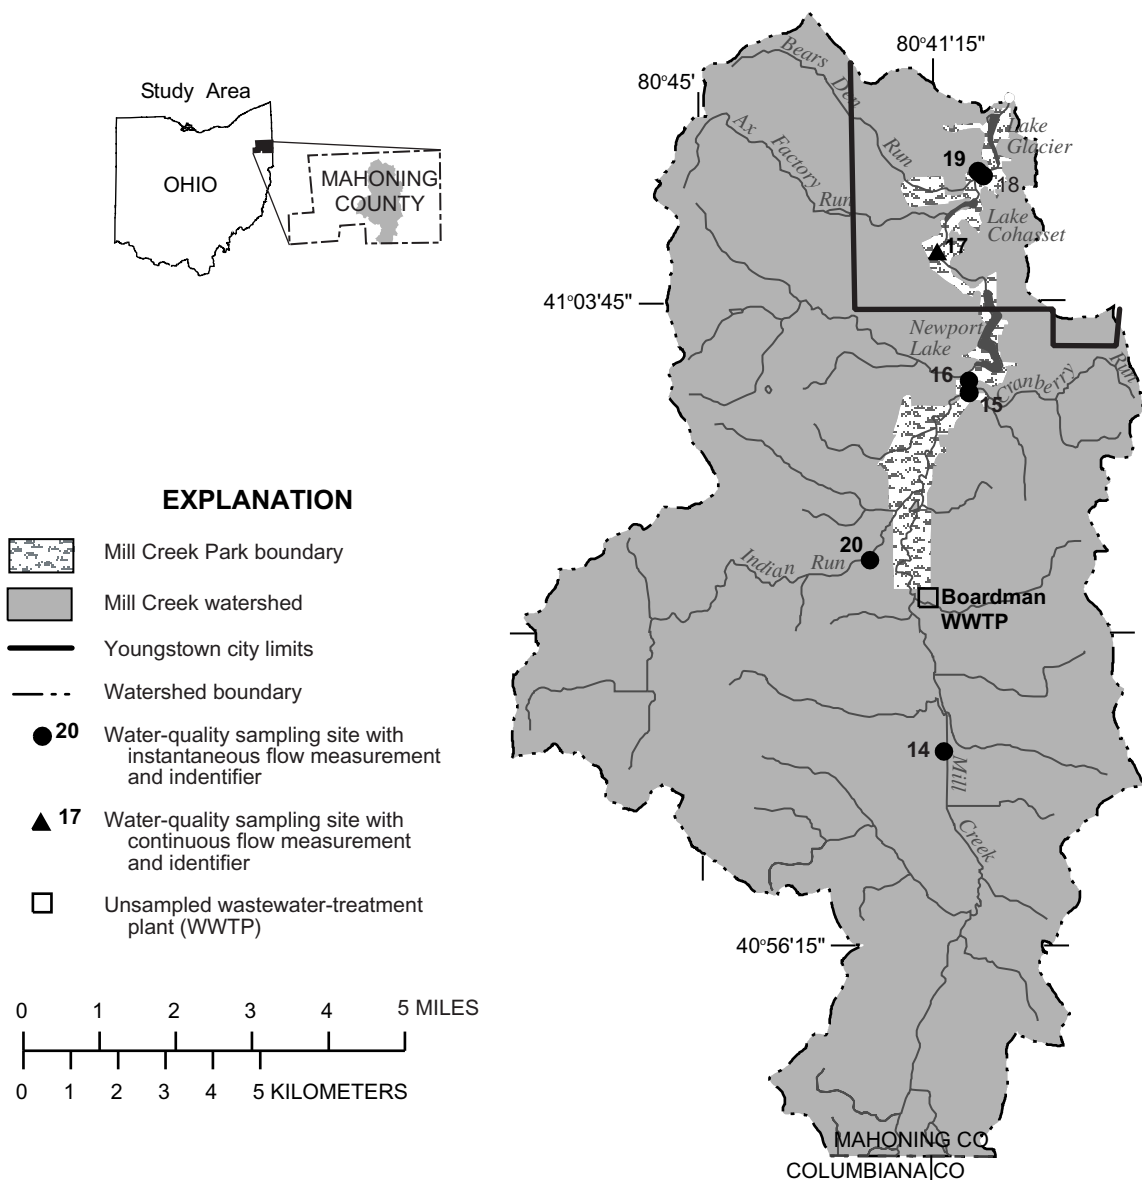 Study Area
OHIO
MAHONING
COUNTY
80°45'
80°41'15"
Bears Den
Run
Ax Factory
Run
Lake
Glacier
19
18
Lake
Cohasset
17
41°03'45"
Newport
Lake
16
15
Cranberry
Run
20
Indian Run
Boardman
WWTP
14
Mill
Creek
40°56'15"
MAHONING CO
COLUMBIANA CO
EXPLANATION
Mill Creek Park boundary
Mill Creek watershed
Youngstown city limits
Watershed boundary
20 Water-quality sampling site with
instantaneous flow measurement
and indentifier
17 Water-quality sampling site with
continuous flow measurement
and identifier
Unsampled wastewater-treatment
plant (WWTP)
0 1 2 3 4 5 MILES
0 1 2 3 4 5 KILOMETERS